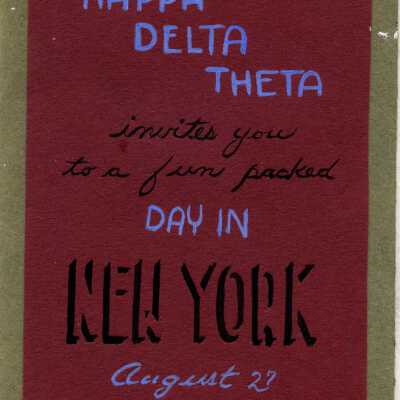 KAPPA
DELTA
THETA
invites you
to a fun packed
DAY IN
NEW YORK
August 27